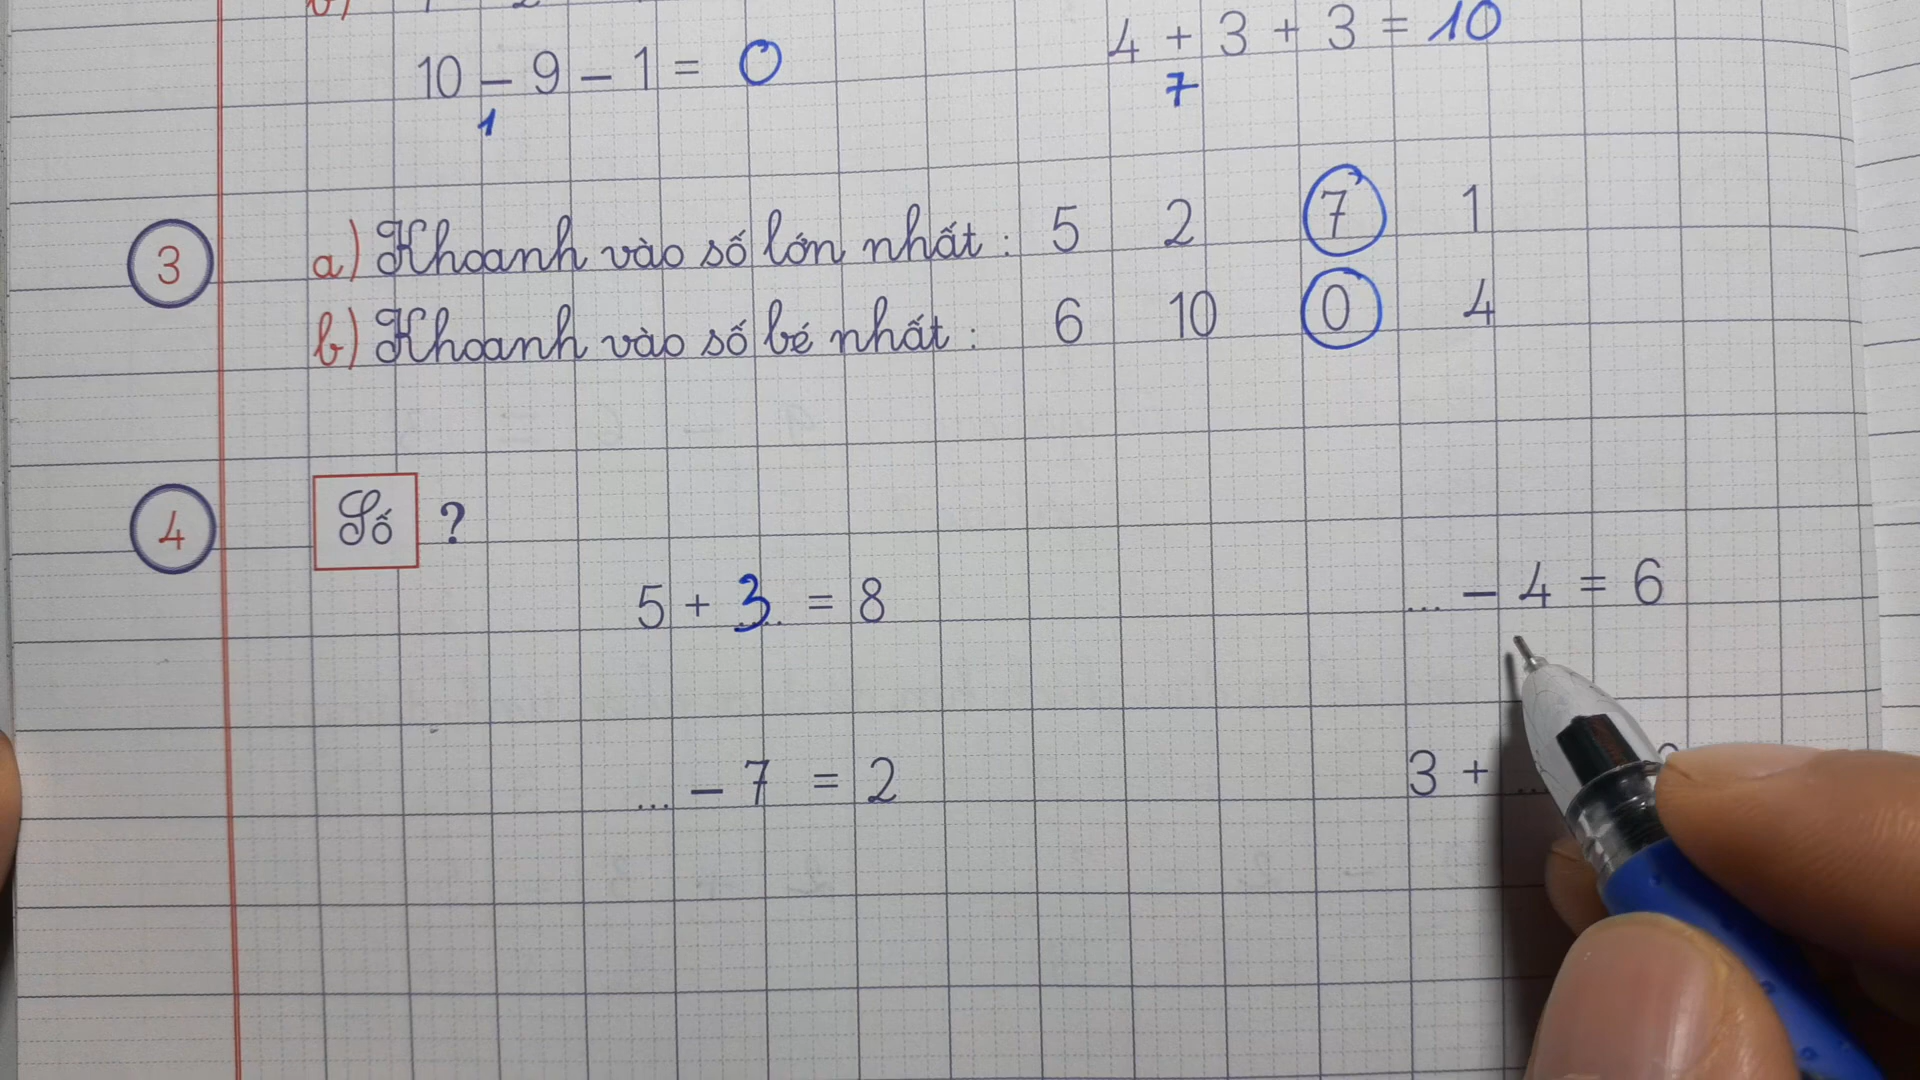 b)
10 - 9 - 1 = 0
1
4 + 3 + 3 = 10
7
3
a) Khoanh vào số lớn nhất : 5 2 7 1
b) Khoanh vào số bé nhất : 6 10 0 4
4
Số ?
5 + 3 = 8
... - 4 = 6
... - 7 = 2
3 +